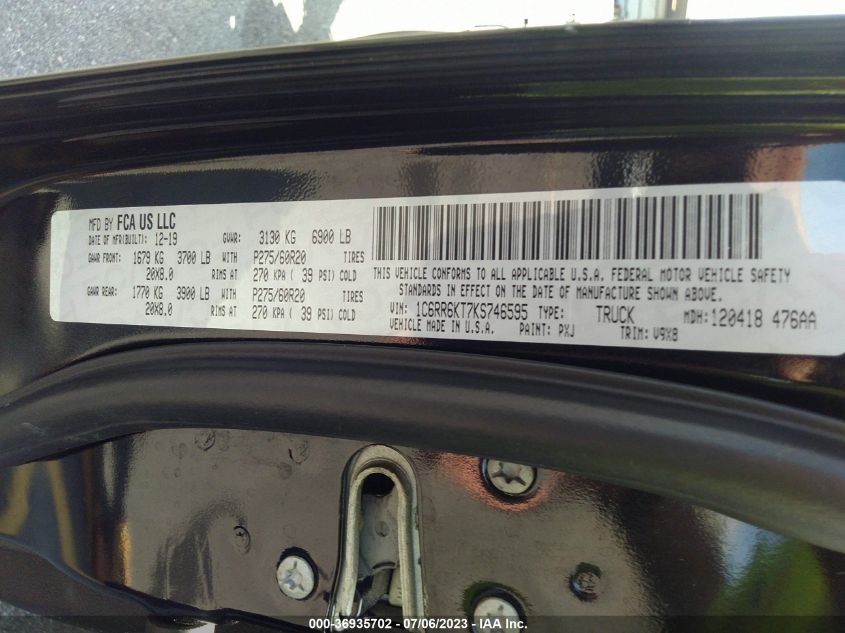 MFD BY FCA US LLC
DATE OF MFR(BUILT): 12-19 GVWR: 3130 KG 6900 LB
GAWR FRONT: 1679 KG 3700 LB WITH P275/60R20 TIRES
20X8.0 RIMS AT 270 KPA ( 39 PSI) COLD
GAWR REAR: 1770 KG 3900 LB WITH P275/60R20 TIRES
20X8.0 RIMS AT 270 KPA ( 39 PSI) COLD
THIS VEHICLE CONFORMS TO ALL APPLICABLE U.S.A. FEDERAL MOTOR VEHICLE SAFETY
STANDARDS IN EFFECT ON THE DATE OF MANUFACTURE SHOWN ABOVE.
VIN: 1C6RR6KT7KS746595 TYPE: TRUCK MDH: 120418 476AA
VEHICLE MADE IN U.S.A. PAINT: PXJ TRIM: V9X8
000-36935702 - 07/06/2023 - IAA Inc.